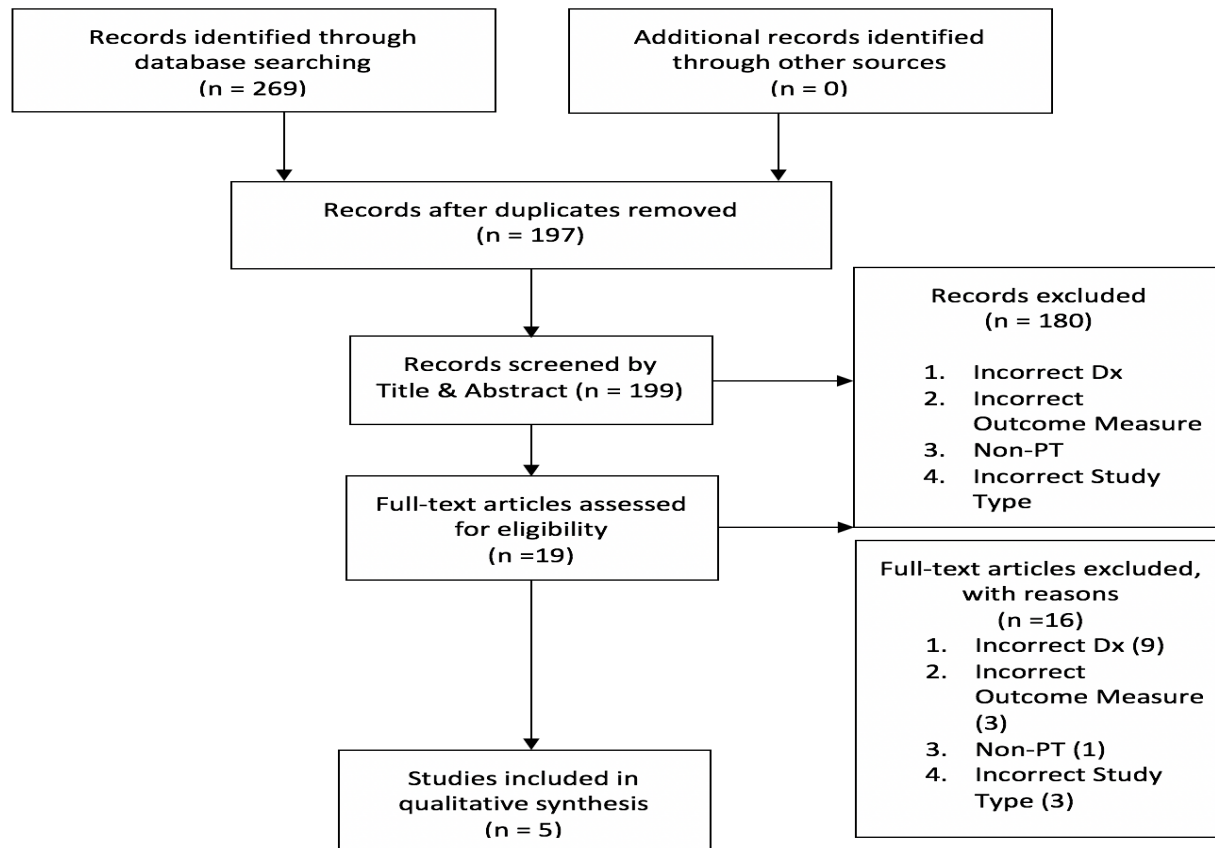 Records identified through
database searching
(n = 269)
Additional records identified
through other sources
(n = 0)
Records after duplicates removed
(n = 197)
Records screened by
Title & Abstract (n = 199)
Records excluded
(n = 180)
1. Incorrect Dx
2. Incorrect
Outcome Measure
3. Non-PT
4. Incorrect Study
Type
Full-text articles assessed
for eligibility
(n =19)
Full-text articles excluded,
with reasons
(n =16)
1. Incorrect Dx (9)
2. Incorrect
Outcome Measure
(3)
3. Non-PT (1)
4. Incorrect Study
Type (3)
Studies included in
qualitative synthesis
(n = 5)